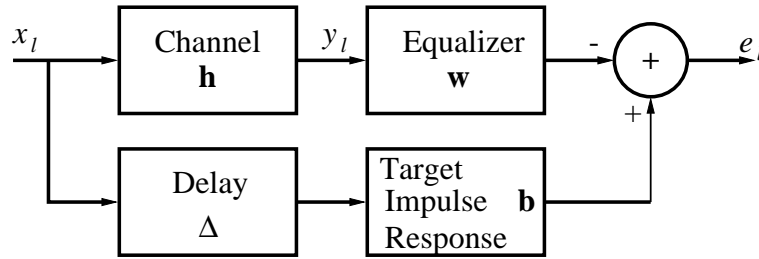 x_l
Channel
h
y_l
Equalizer
w
-
+
e_l
+
Delay
Δ
Target
Impulse b
Response